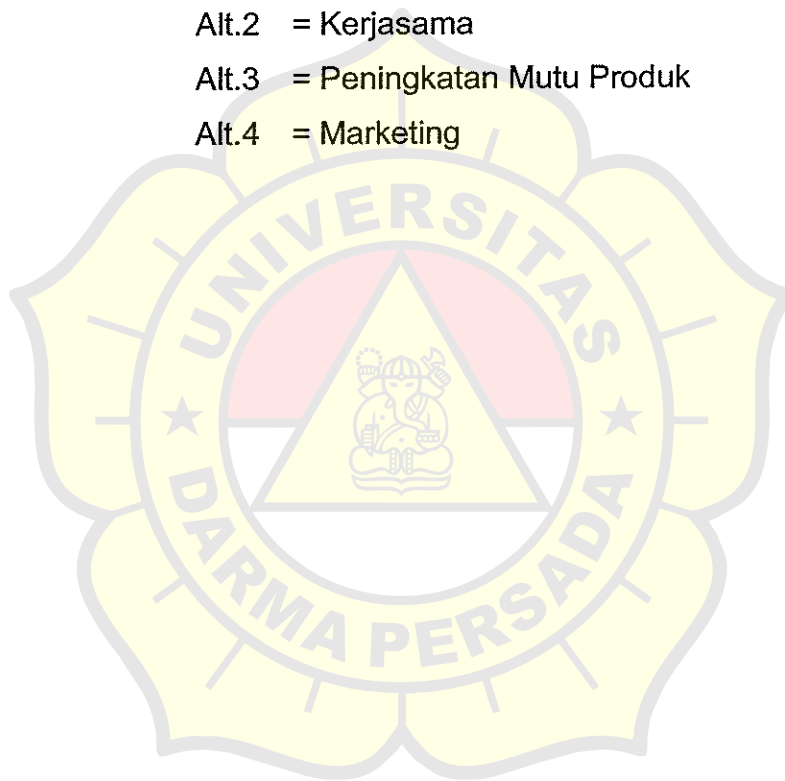 Alt.2 = Kerjasama
Alt.3 = Peningkatan Mutu Produk
Alt.4 = Marketing
UNIVERSITAS
DARMA PERSADA